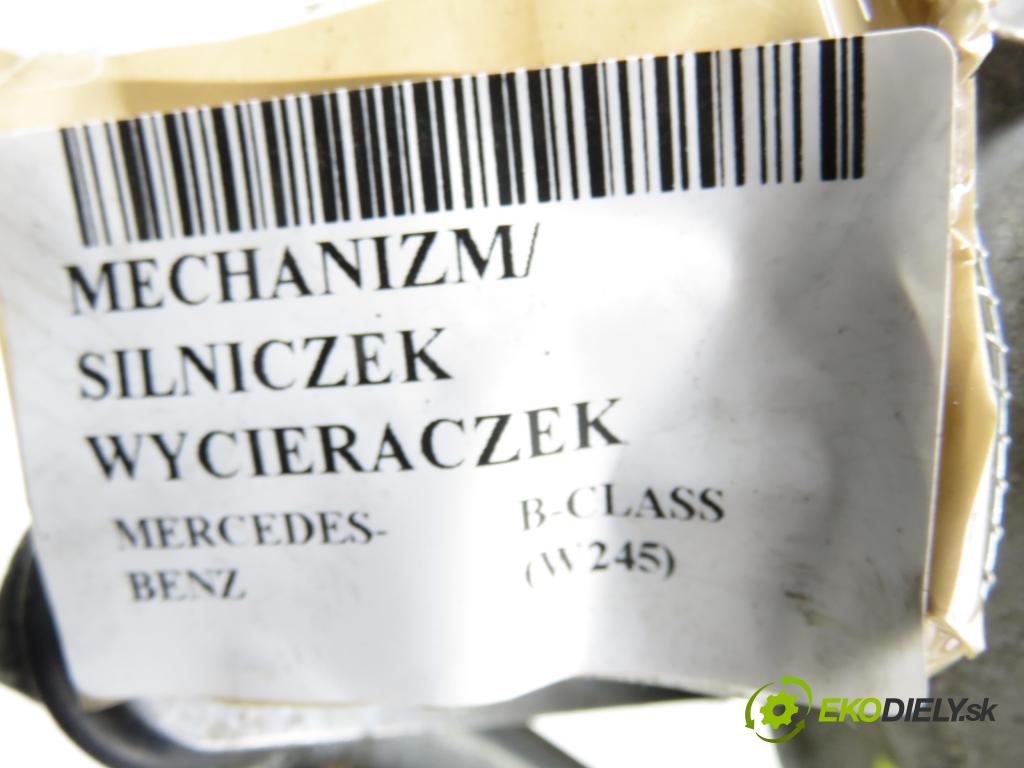 MECHANIZM/
SILNICZEK
WYCIERACZEK
MERCEDES-
BENZ
B-CLASS
(W245)
EKODIELY.sk